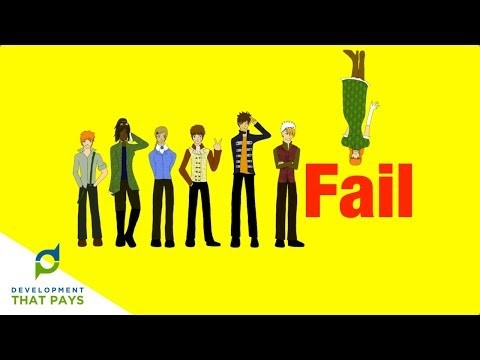 Fail
DEVELOPMENT
THAT PAYS